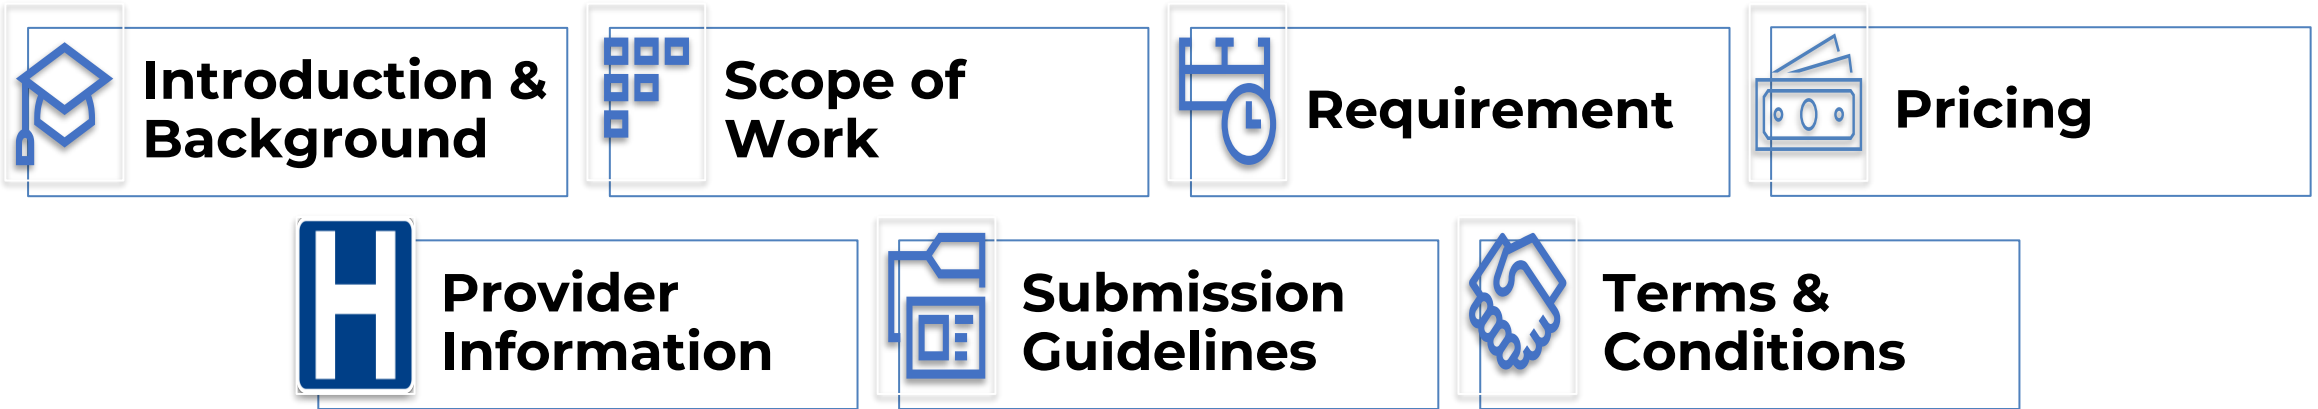 Introduction &
Background
Scope of
Work
Requirement
Pricing
H
Provider
Information
Submission
Guidelines
Terms &
Conditions